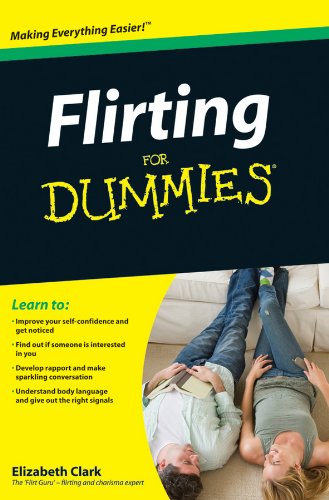 Making Everything Easier!™
Flirting
FOR
DUMMIES®
Learn to:
• Improve your self-confidence and
get noticed
• Find out if someone is interested
in you
• Develop rapport and make
sparkling conversation
• Understand body language
and give out the right signals
Elizabeth Clark
The 'Flirt Guru' – flirting and charisma expert